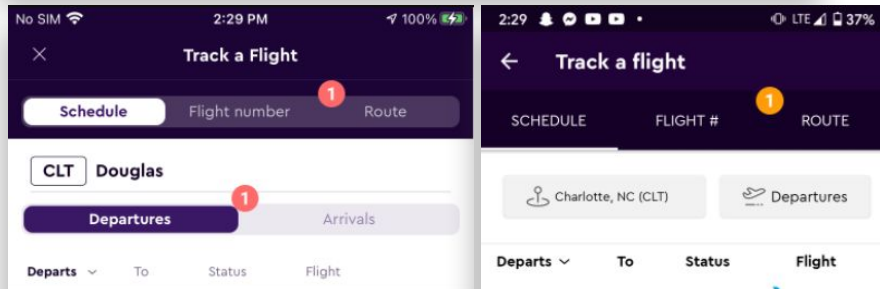 No SIM 2:29 PM 100%
× Track a Flight
1
Schedule Flight number Route
CLT Douglas
1
Departures Arrivals
Departs To Status Flight
2:29 LTE 37%
Track a flight
1
SCHEDULE FLIGHT # ROUTE
Charlotte, NC (CLT) Departures
Departs To Status Flight